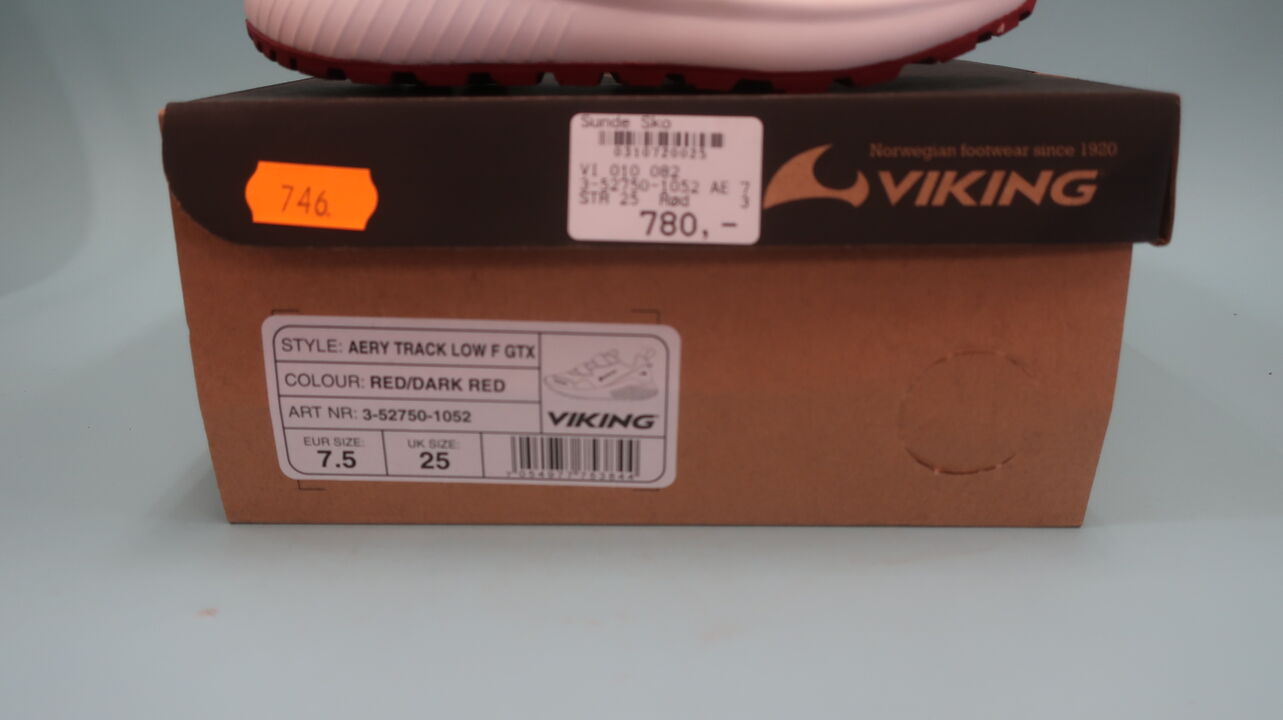 746.
Sunde Sko
0310720025
VI 010 082
3-52750-1052 AE 7
STR 25 Rød 3
780,-
Norwegian footwear since 1920
VIKING
STYLE: AERY TRACK LOW F GTX
COLOUR: RED/DARK RED
ART NR: 3-52750-1052
VIKING
EUR SIZE:
7.5
UK SIZE:
25